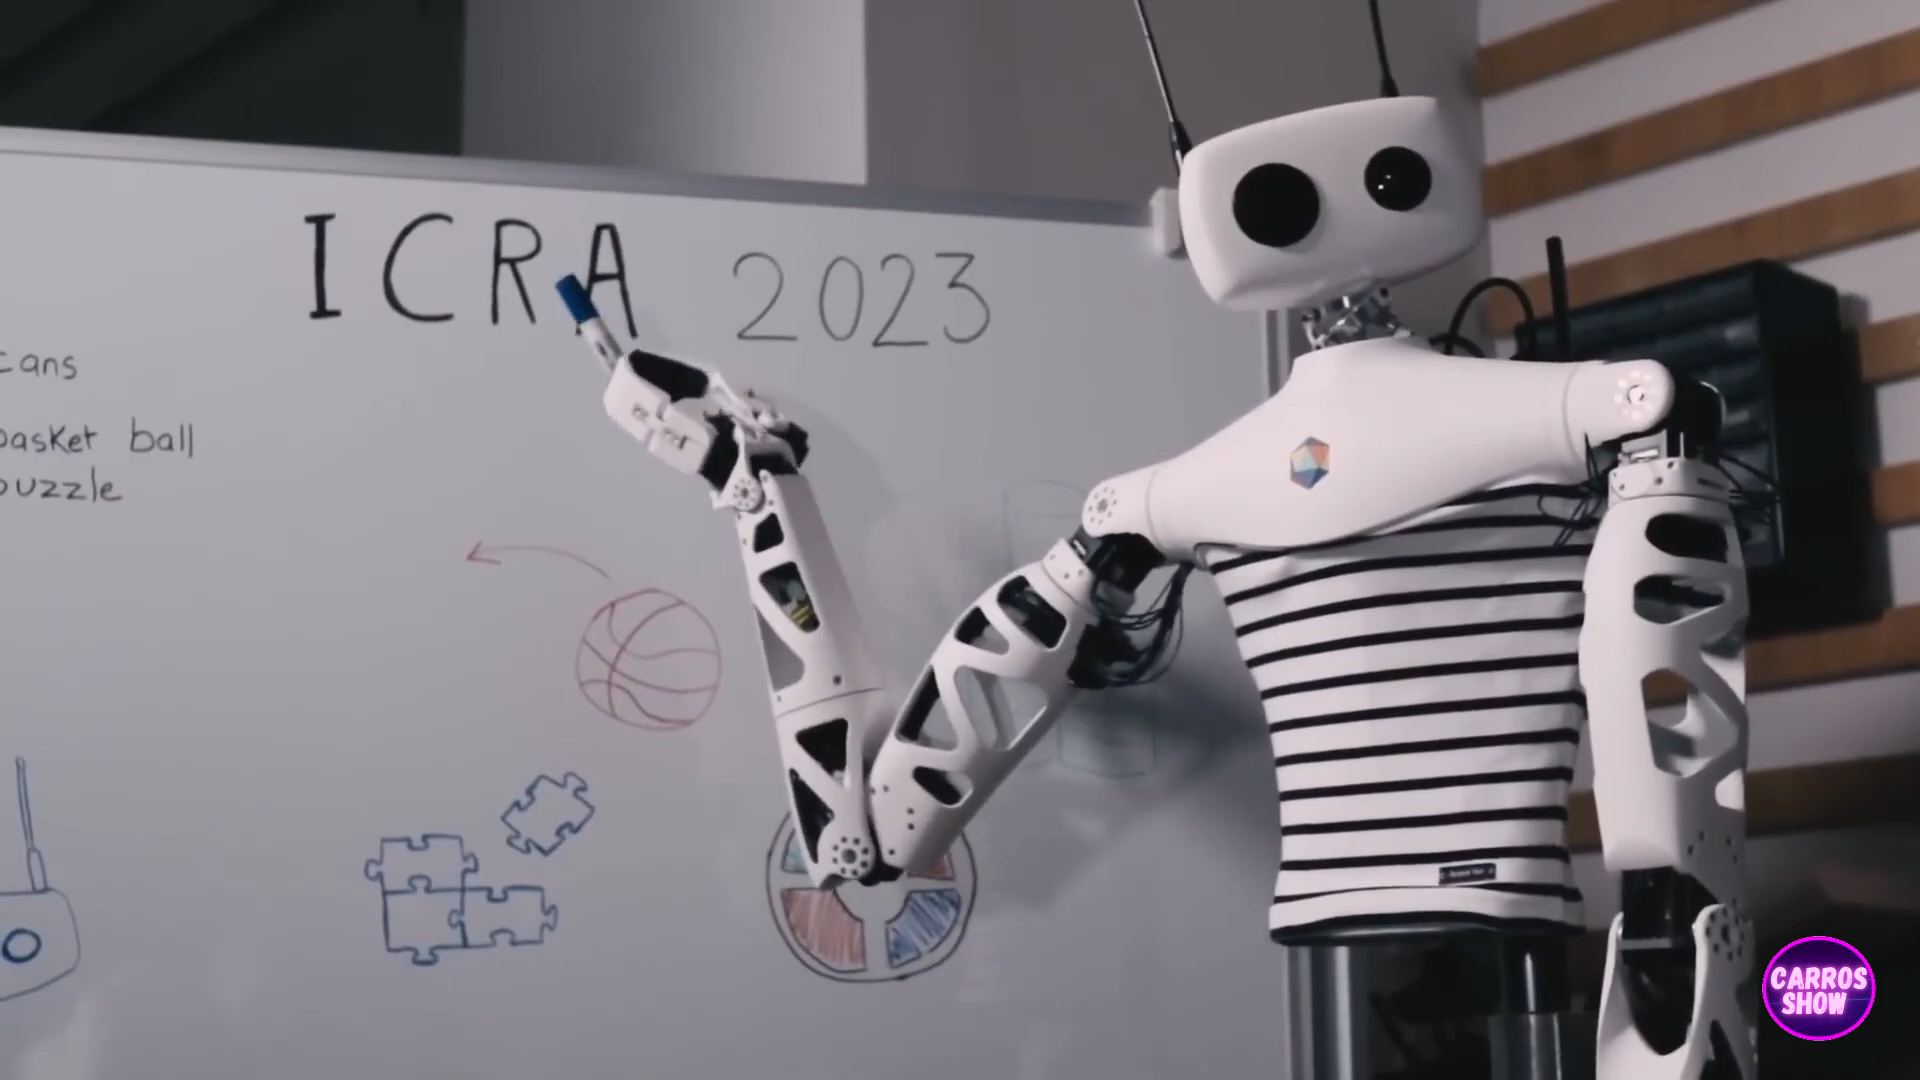 ICRA 2023
cans
basket ball
puzzle
CARROS
SHOW